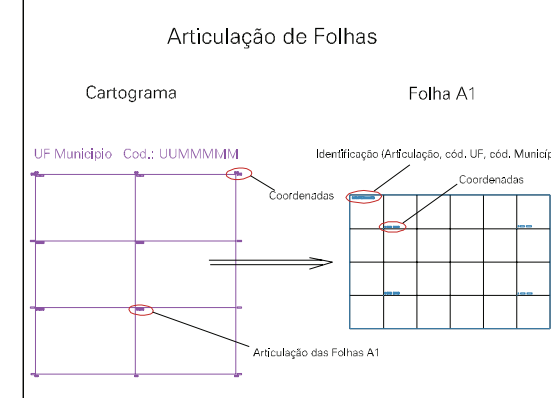 Articulação de Folhas
Cartograma
Folha A1
UF Municipio Cod.: UUMMMMM
Identificação (Articulação, cód. UF, cód. Municíp
Coordenadas
Coordenadas
Articulação das Folhas A1